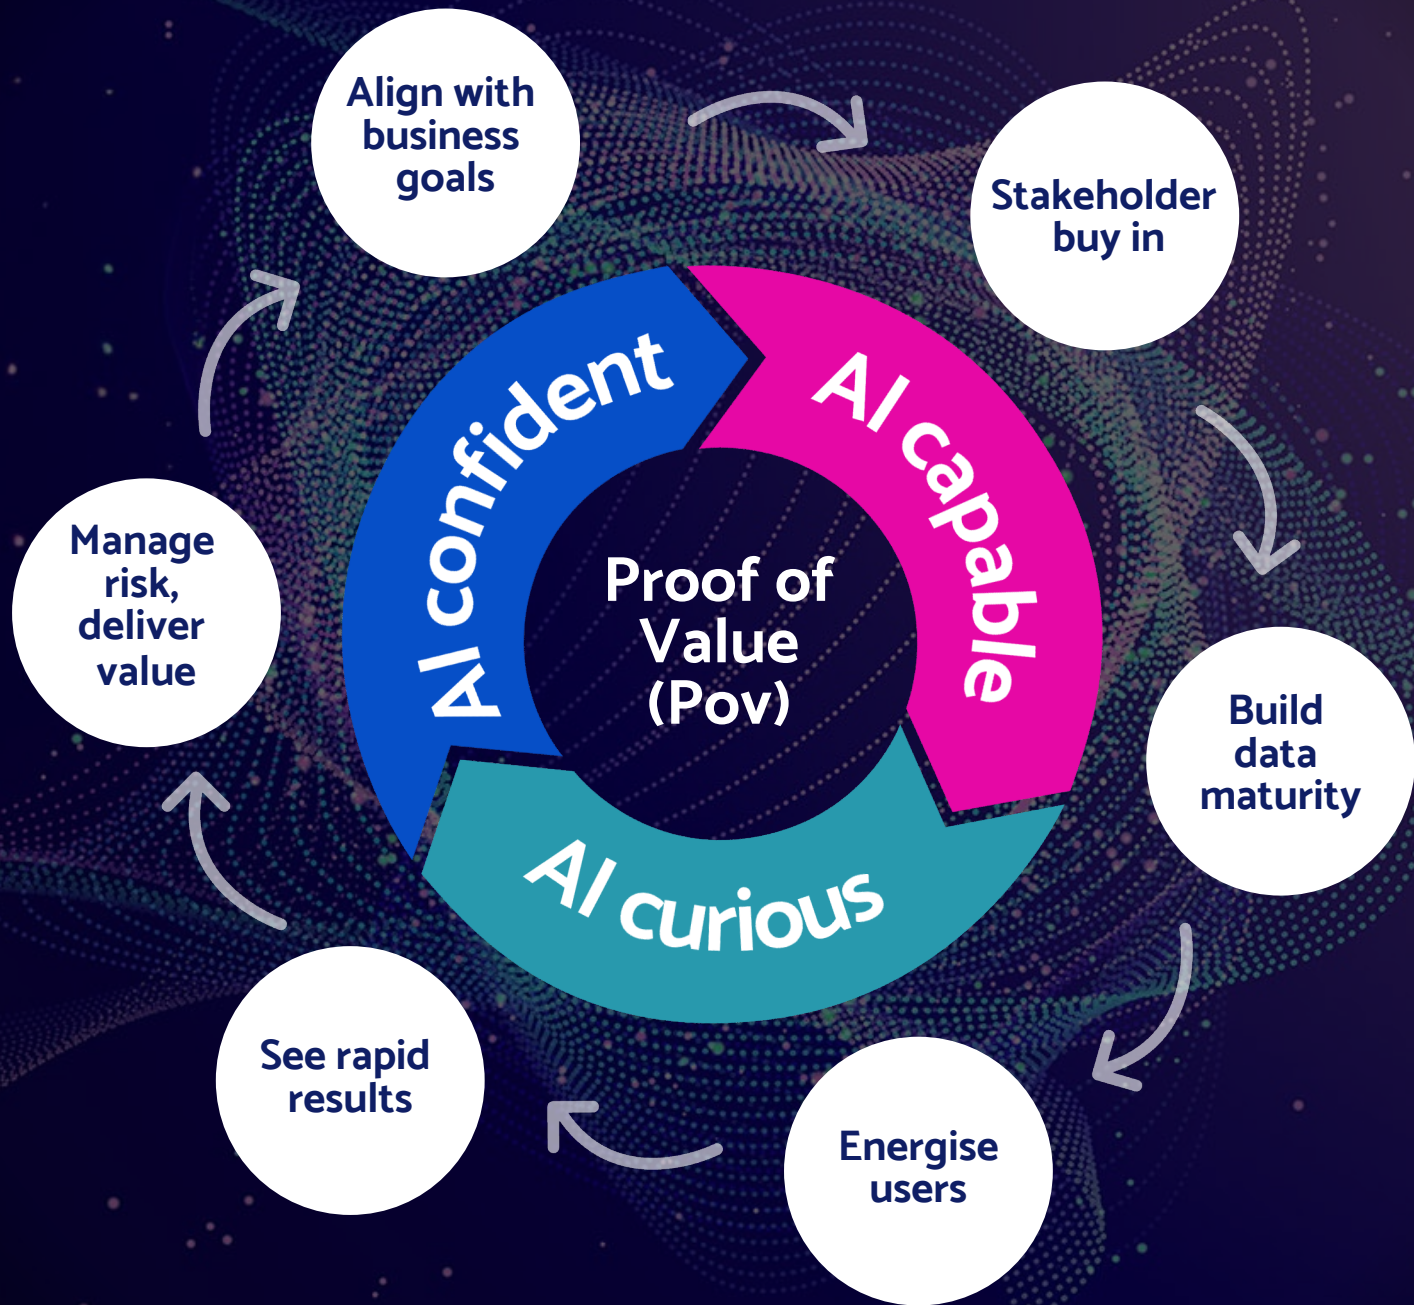 Align with
business
goals
Stakeholder
buy in
Build
data
maturity
Energise
users
See rapid
results
Manage
risk,
deliver
value
AI confident
AI capable
AI curious
Proof of
Value
(Pov)